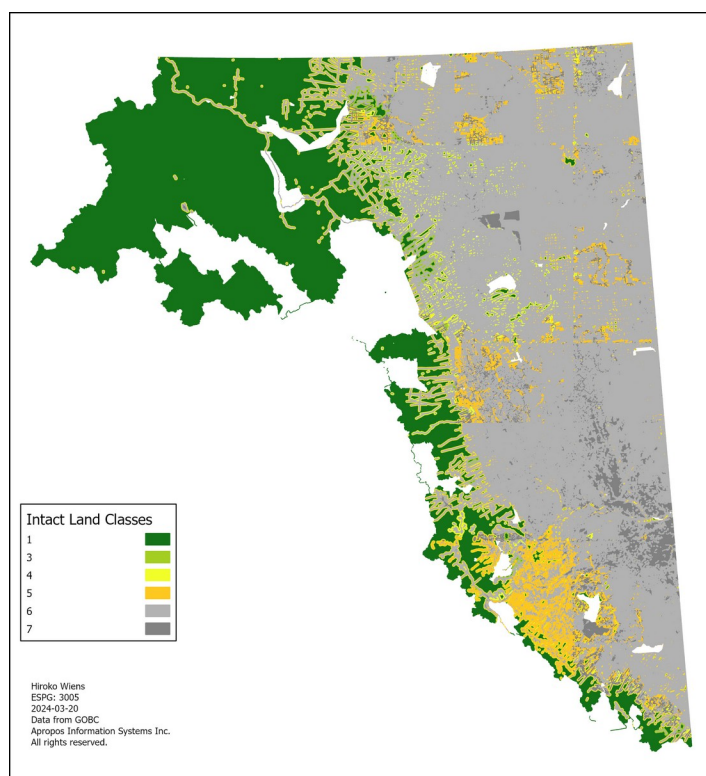 Intact Land Classes
1
3
4
5
6
7
Hiroko Wiens
ESPG: 3005
2024-03-20
Data from GOBC
Apropos Information Systems Inc.
All rights reserved.